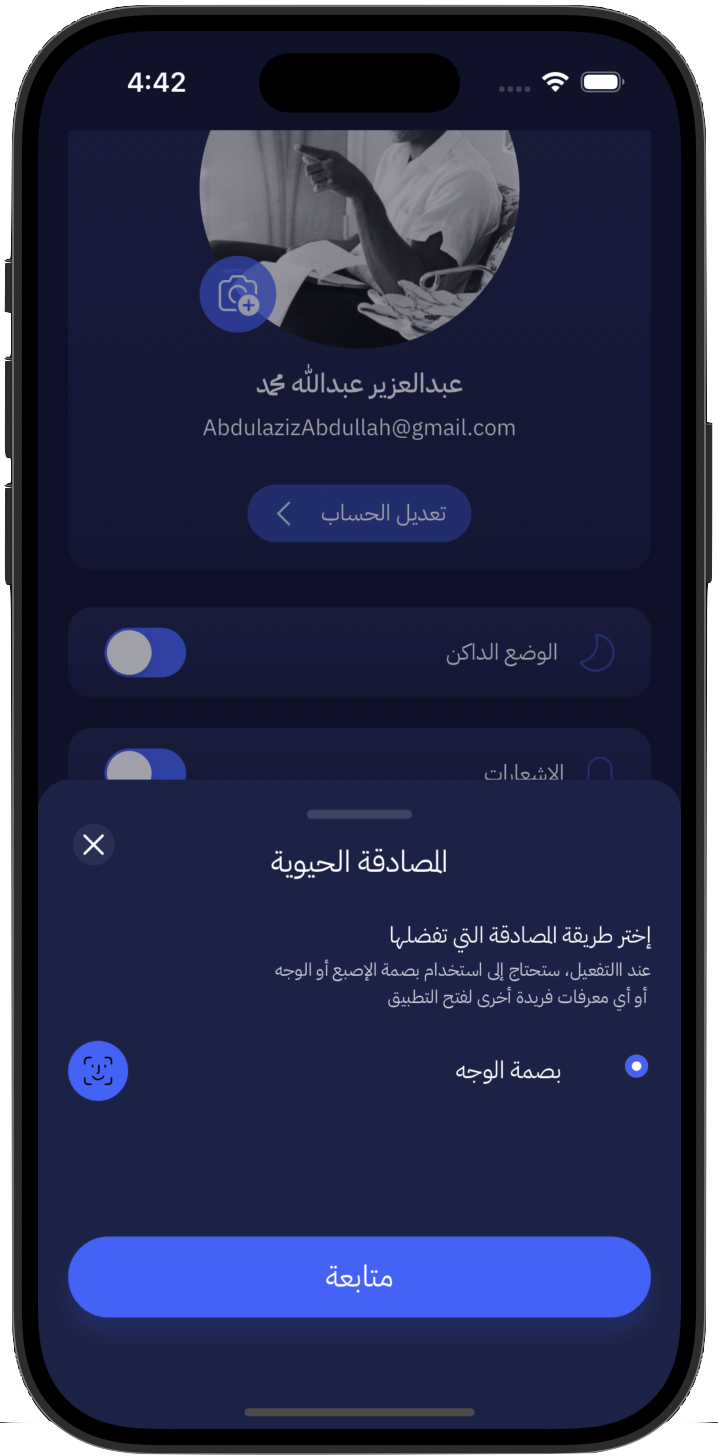 4:42
عبدالعزير عبدالله محمد
AbdulazizAbdullah@gmail.com
تعديل الحساب
الوضع الداكن
الاشعارات
المصادقة الحيوية
إختر طريقة المصادقة التي تفضلها
عند االتفعيل، ستحتاج إلى استخدام بصمة الإصبع أو الوجه
أو أي معرفات فريدة أخرى لفتح التطبيق
بصمة الوجه
متابعة